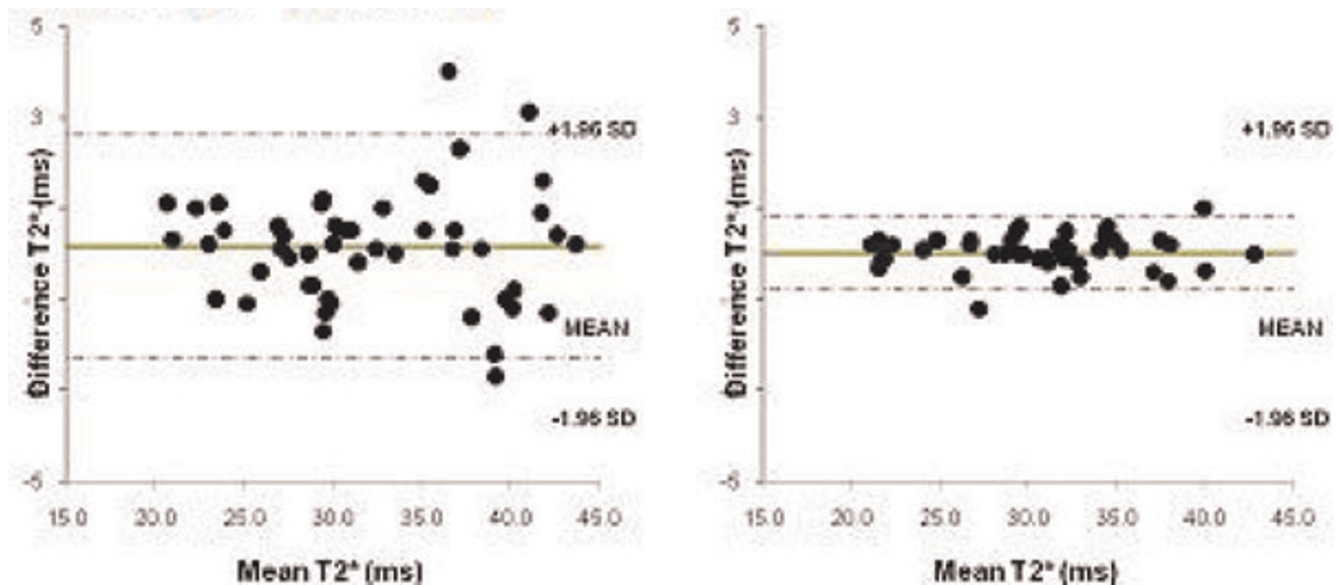 5
3
-5
Difference T2* (ms)
+1.96 SD
MEAN
-1.96 SD
15.0 20.0 25.0 30.0 35.0 40.0 45.0
Mean T2* (ms)
5
3
-5
Difference T2* (ms)
+1.96 SD
MEAN
-1.96 SD
15.0 20.0 25.0 30.0 35.0 40.0 45.0
Mean T2* (ms)